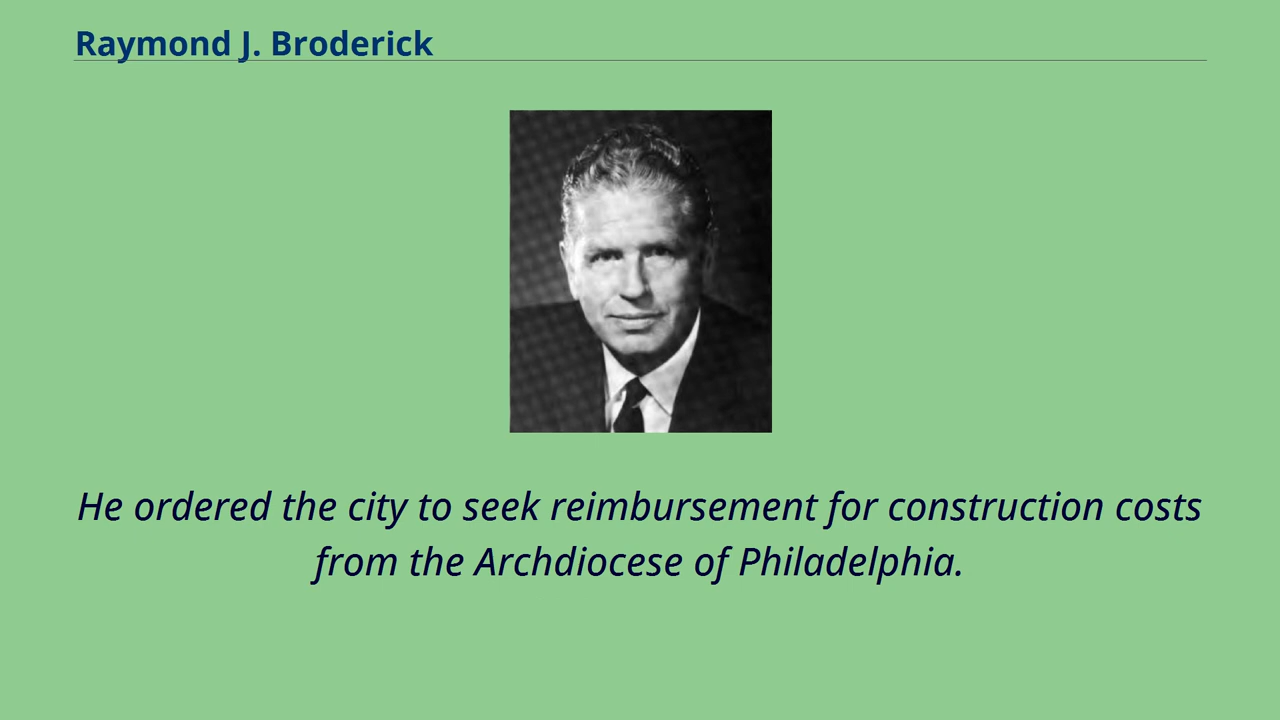 Raymond J. Broderick
He ordered the city to seek reimbursement for construction costs
from the Archdiocese of Philadelphia.